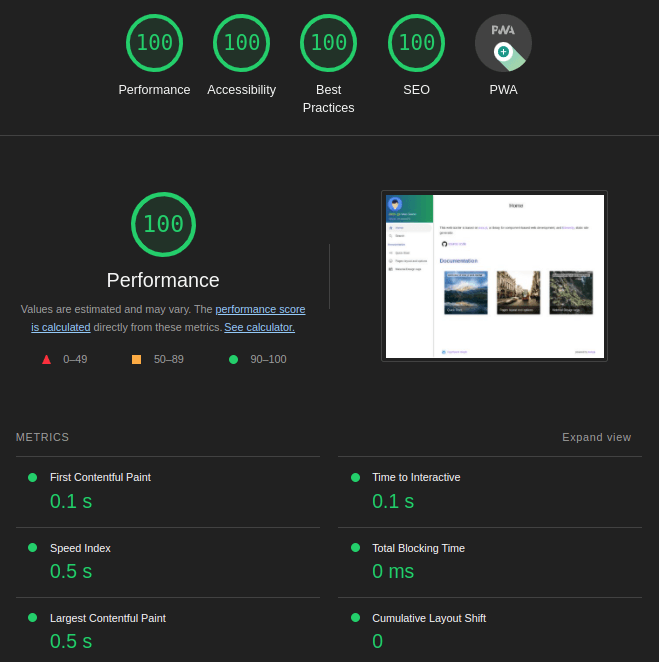 100
100
100
100
PWA
Performance
Accessibility
Best
Practices
SEO
PWA
100
Performance
Values are estimated and may vary. The performance score
is calculated directly from these metrics. See calculator.
0–49
50–89
90–100
Home
Documentation
METRICS
Expand view
First Contentful Paint
0.1 s
Time to Interactive
0.1 s
Speed Index
0.5 s
Total Blocking Time
0 ms
Largest Contentful Paint
0.5 s
Cumulative Layout Shift
0